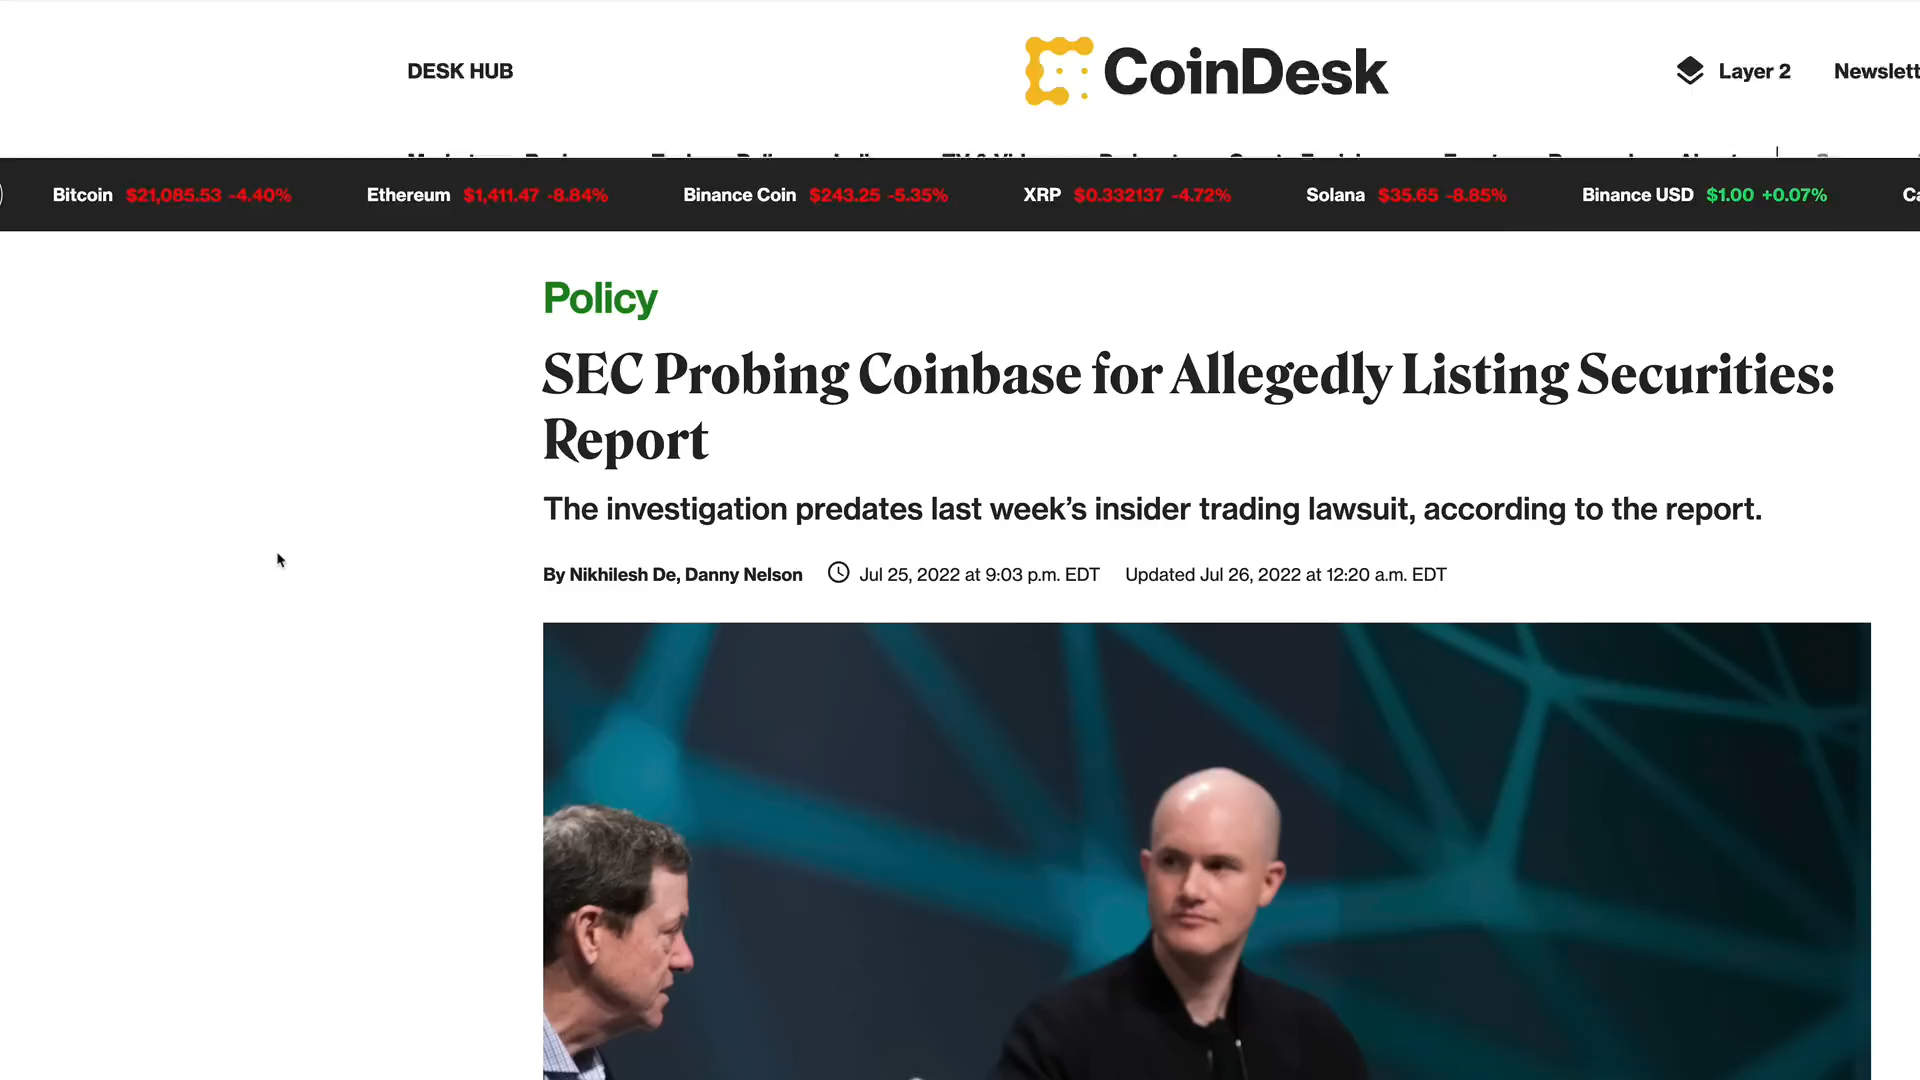 DESK HUB
CoinDesk
Layer 2
Newslett
Bitcoin $21,085.53 -4.40%
Ethereum $1,411.47 -8.84%
Binance Coin $243.25 -5.35%
XRP $0.332137 -4.72%
Solana $35.65 -8.85%
Binance USD $1.00 +0.07%
Ca
Policy
SEC Probing Coinbase for Allegedly Listing Securities:
Report
The investigation predates last week’s insider trading lawsuit, according to the report.
By Nikhilesh De, Danny Nelson Jul 25, 2022 at 9:03 p.m. EDT Updated Jul 26, 2022 at 12:20 a.m. EDT